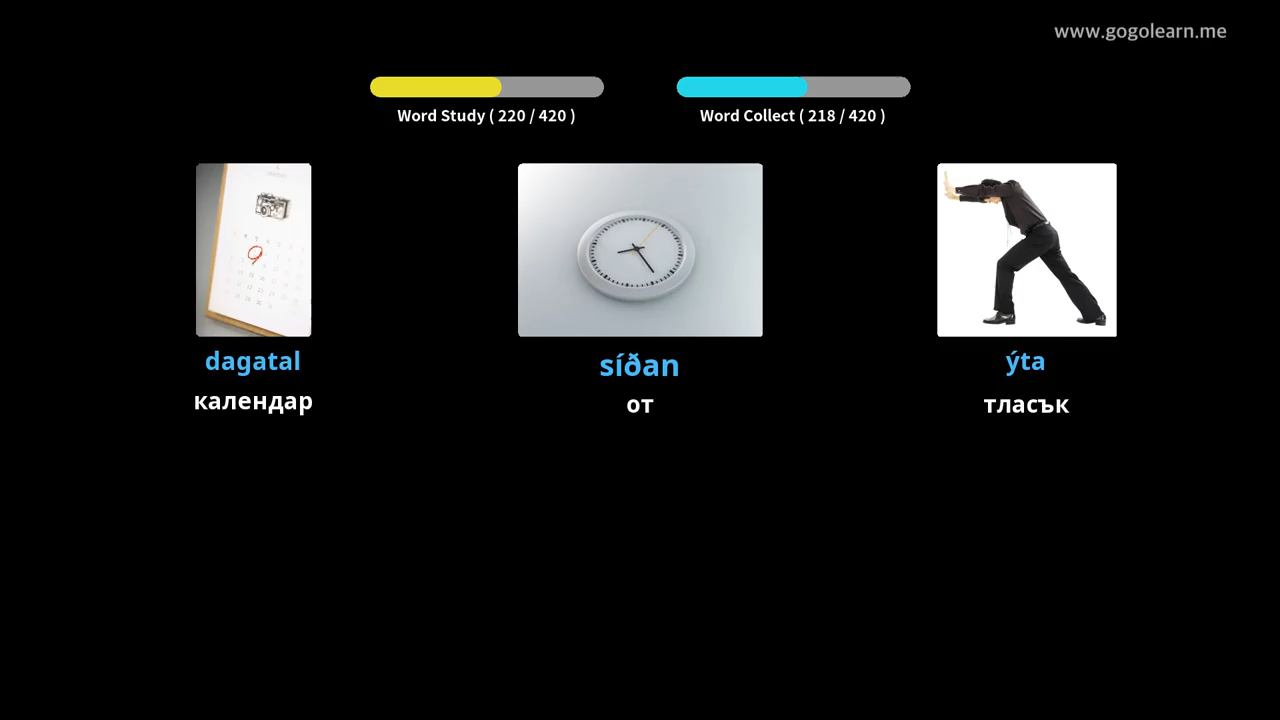 www.gogolearn.me
Word Study ( 220 / 420 )
Word Collect ( 218 / 420 )
dagatal
síðan
ýta
календар
от
тласък